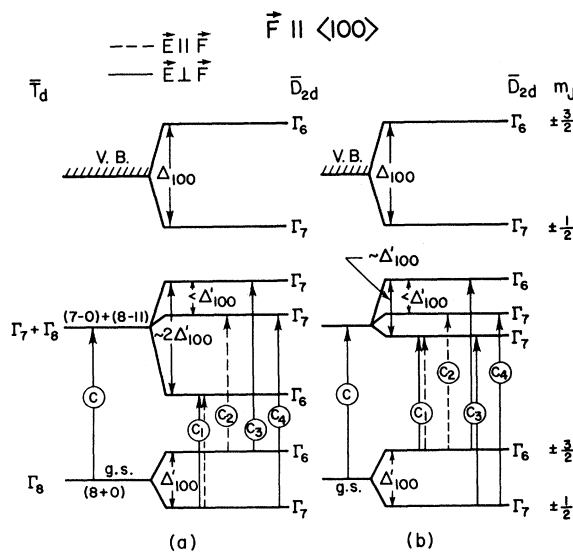 F⃗ || ⟨100⟩
E⃗ || F⃗
E⃗ ⊥ F⃗
T̅d D̅2d D̅2d mJ
Γ6 Γ6 ±3/2
V. B. Δ100 V. B. Δ100
Γ7 Γ7 ±1/2
~Δ'100
Γ7 Γ6
(7-0)+(8-11) <Δ'100 <Δ'100
Γ7 Γ7
Γ7 + Γ8 ~2Δ'100 Γ7
Γ6
C C1 C2 C3 C4 C C1 C2 C3 C4
Γ6 Γ6 ±3/2
Γ8 g.s. Δ'100 g.s. Δ'100
(8+0)
Γ7 Γ7 ±1/2
(a) (b)